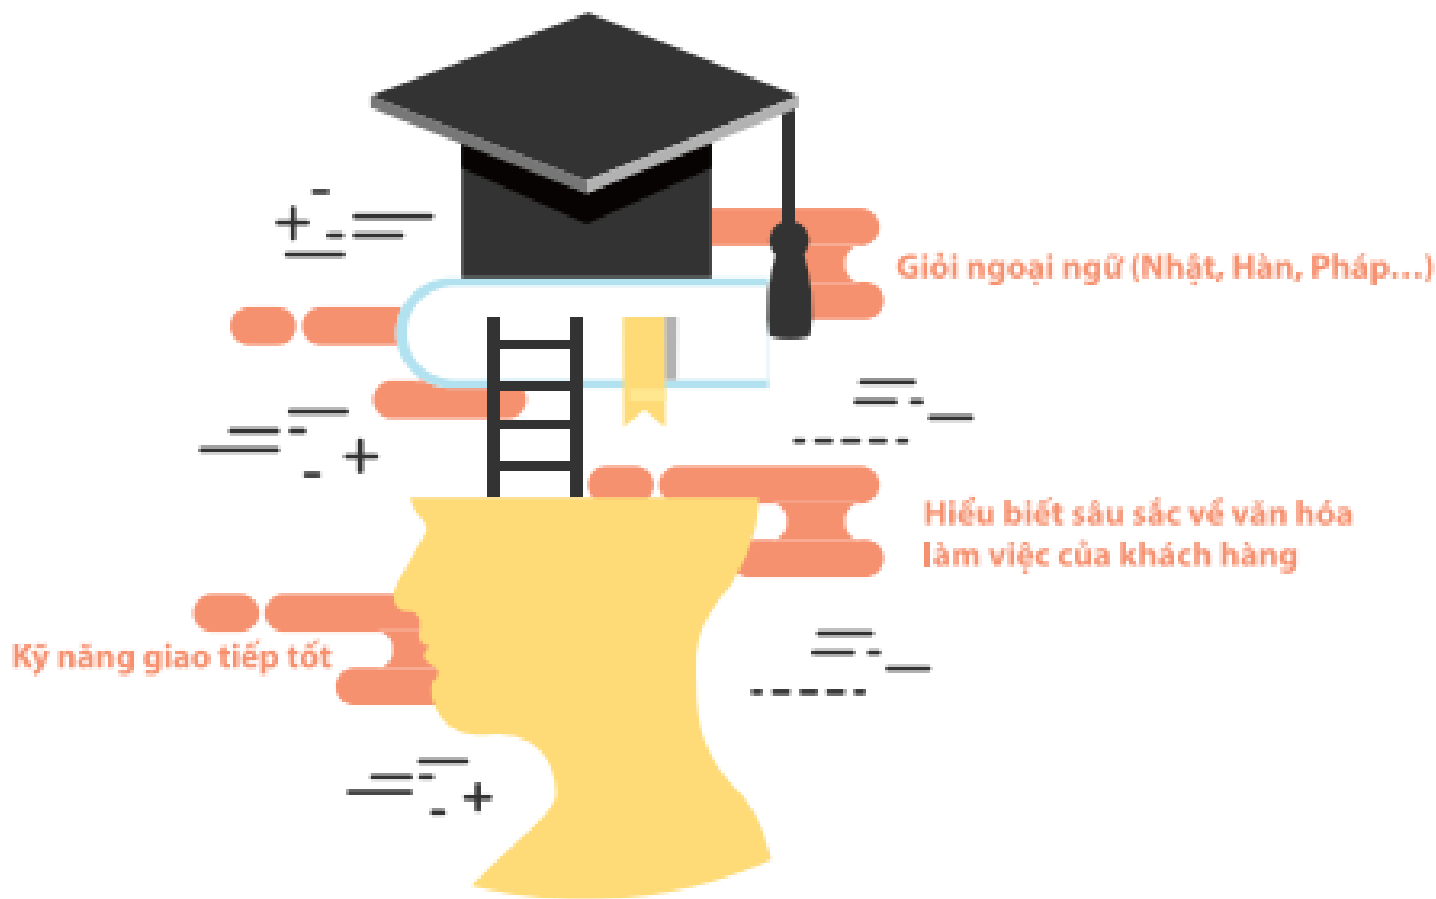 Giỏi ngoại ngữ (Nhật, Hàn, Pháp...)
Hiểu biết sâu sắc về văn hóa
làm việc của khách hàng
Kỹ năng giao tiếp tốt